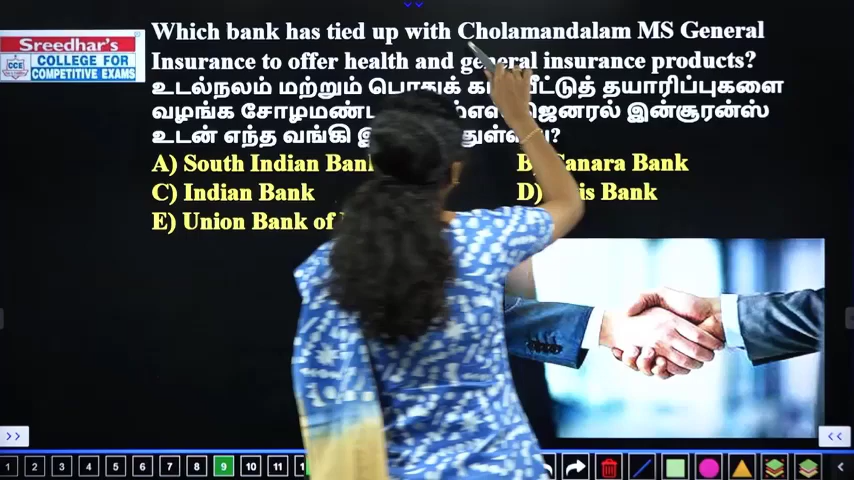 Sreedhar's
CCE
COLLEGE FOR
COMPETITIVE EXAMS
Which bank has tied up with Cholamandalam MS General
Insurance to offer health and general insurance products?
உடல்நலம் மற்றும் பொதுக் தயாரிப்புகளை
வழங்க ஜெனரல் இன்சூரன்ஸ்
உடன் எந்த வங்கி
A) South Indian Bank
B) Canara Bank
C) Indian Bank
D) Bank
E) Union Bank of
>>
<<
1 2 3 4 5 6 7 8 9 10 11